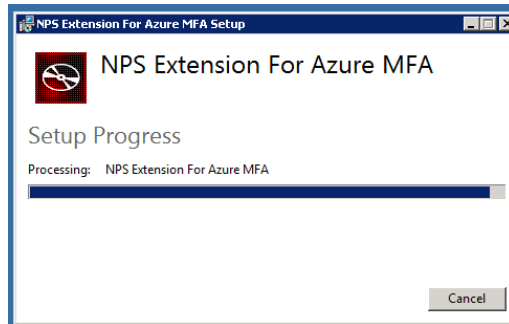 NPS Extension For Azure MFA Setup
NPS Extension For Azure MFA
Setup Progress
Processing: NPS Extension For Azure MFA
Cancel